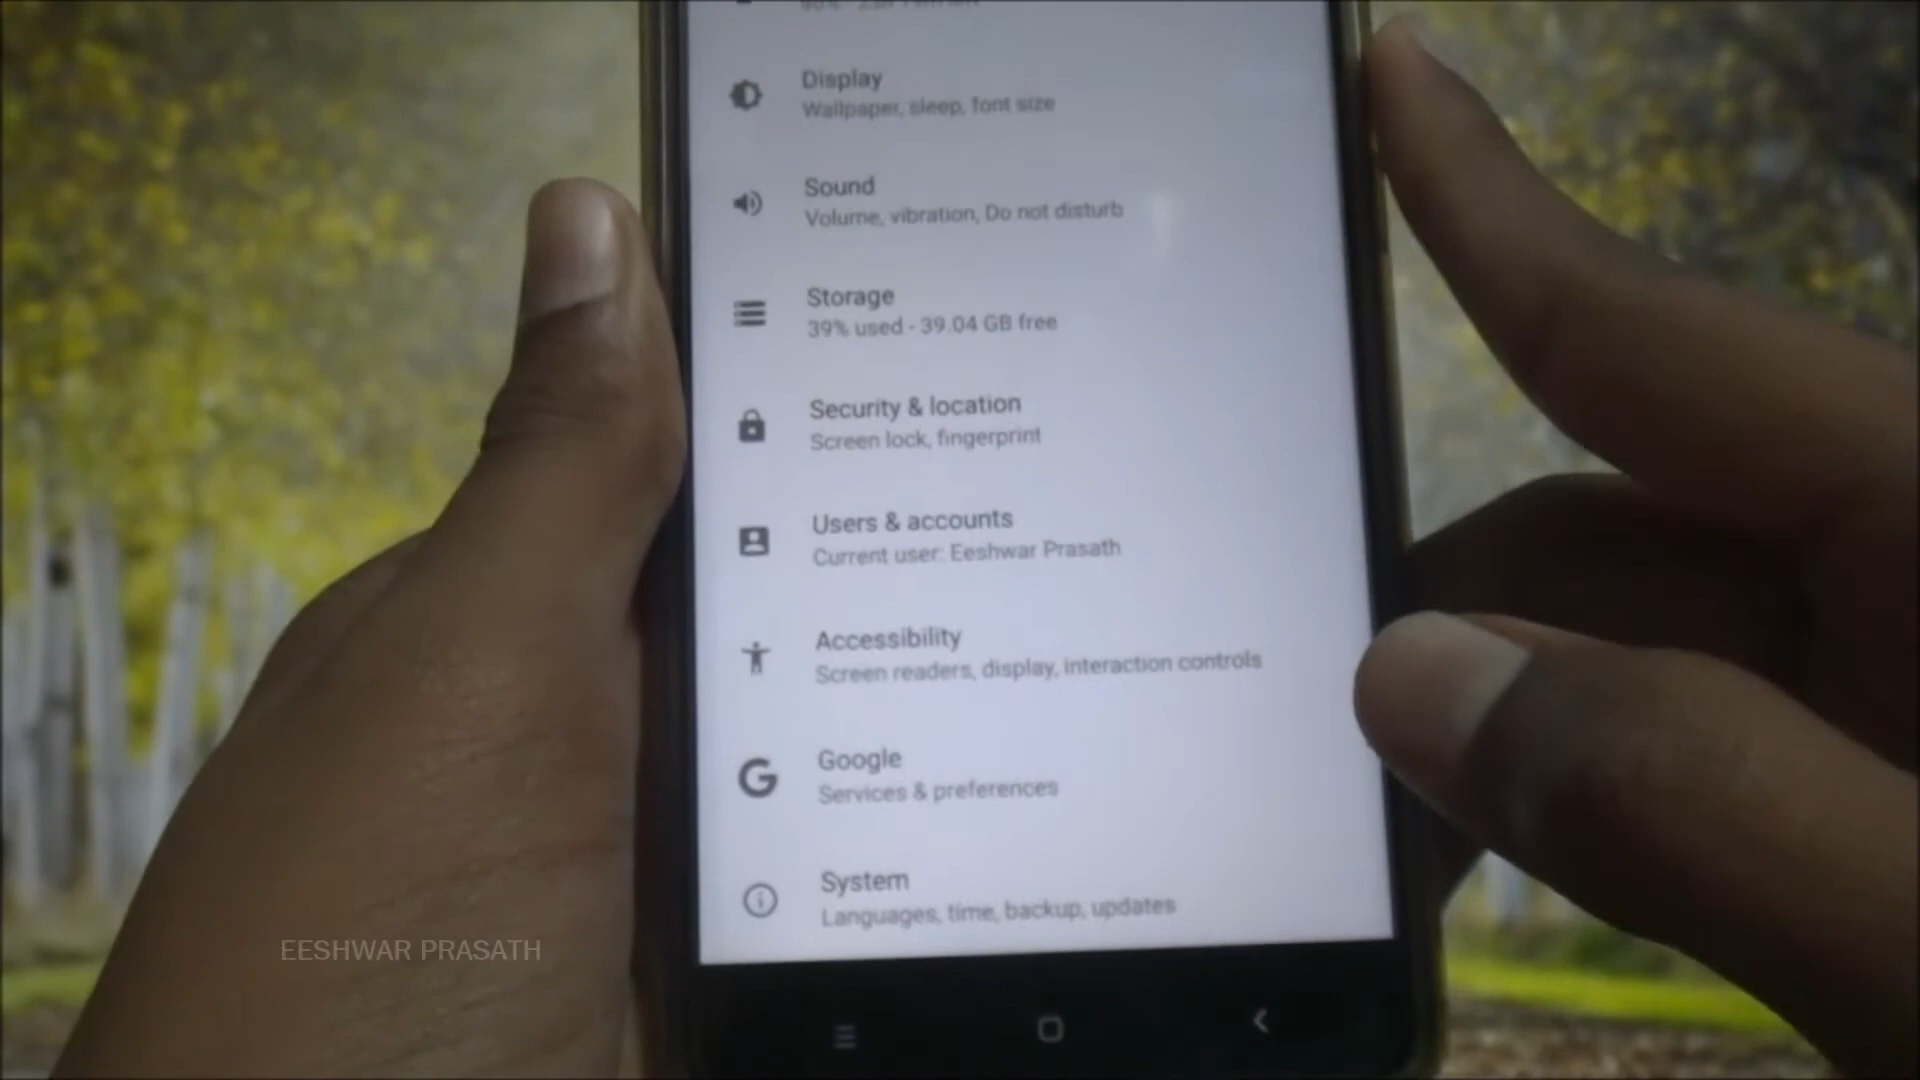 Display
Wallpaper, sleep, font size
Sound
Volume, vibration, Do not disturb
Storage
39% used - 39.04 GB free
Security & location
Screen lock, fingerprint
Users & accounts
Current user: Eeshwar Prasath
Accessibility
Screen readers, display, interaction controls
Google
Services & preferences
System
Languages, time, backup, updates
EESHWAR PRASATH